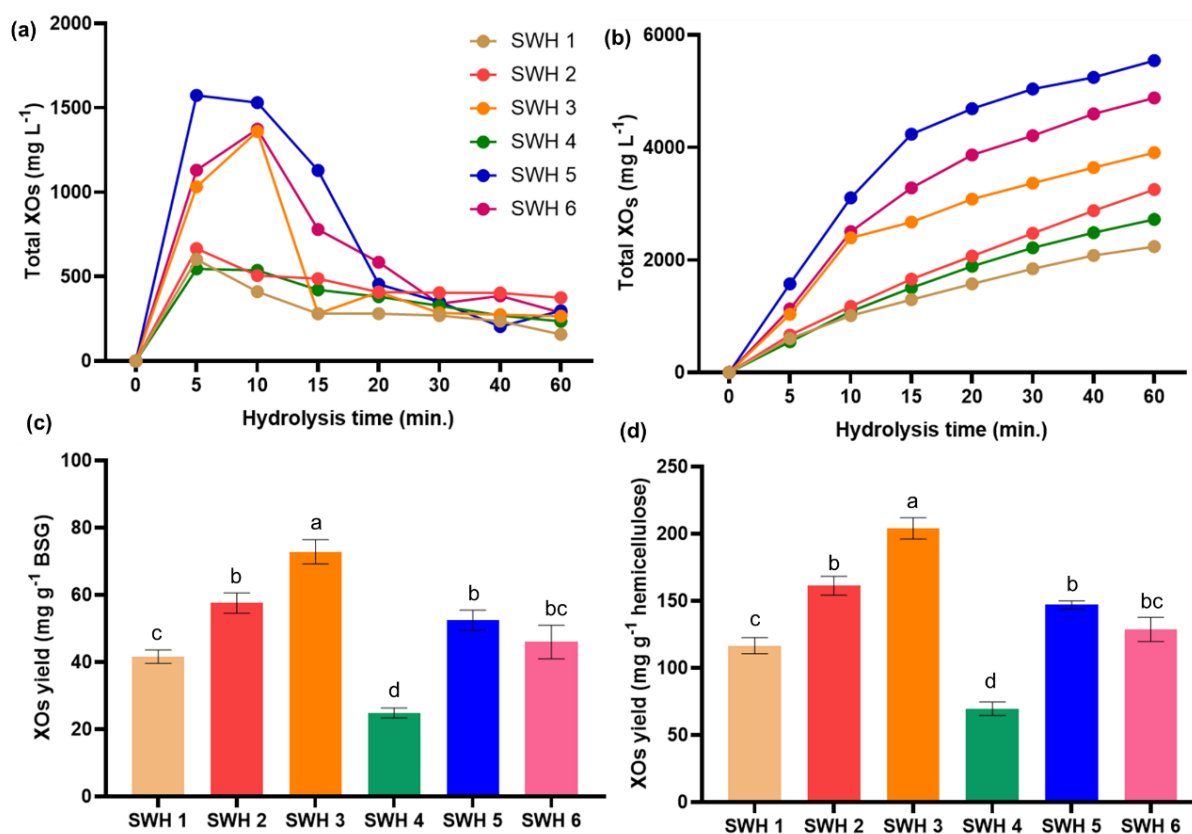 (a)
Total XOs (mg L-1)
2000
1500
1000
500
0
0 5 10 15 20 30 40 60
Hydrolysis time (min.)
SWH 1
SWH 2
SWH 3
SWH 4
SWH 5
SWH 6
(b)
Total XOs (mg L-1)
6000
4000
2000
0
0 5 10 15 20 30 40 60
Hydrolysis time (min.)
(c)
XOs yield (mg g-1 BSG)
100
80
60
40
20
0
c b a d b bc
SWH 1 SWH 2 SWH 3 SWH 4 SWH 5 SWH 6
(d)
XOs yield (mg g-1 hemicellulose)
250
200
150
100
50
0
c b a d b bc
SWH 1 SWH 2 SWH 3 SWH 4 SWH 5 SWH 6